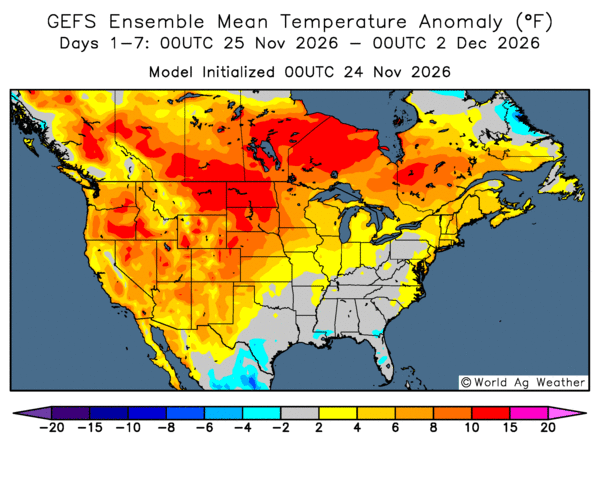 GEFS Ensemble Mean Temperature Anomaly (°F)
Days 1-7: 00UTC 25 Nov 2026 - 00UTC 2 Dec 2026
Model Initialized 00UTC 24 Nov 2026
©World Ag Weather
-20 -15 -10 -8 -6 -4 -2 2 4 6 8 10 15 20